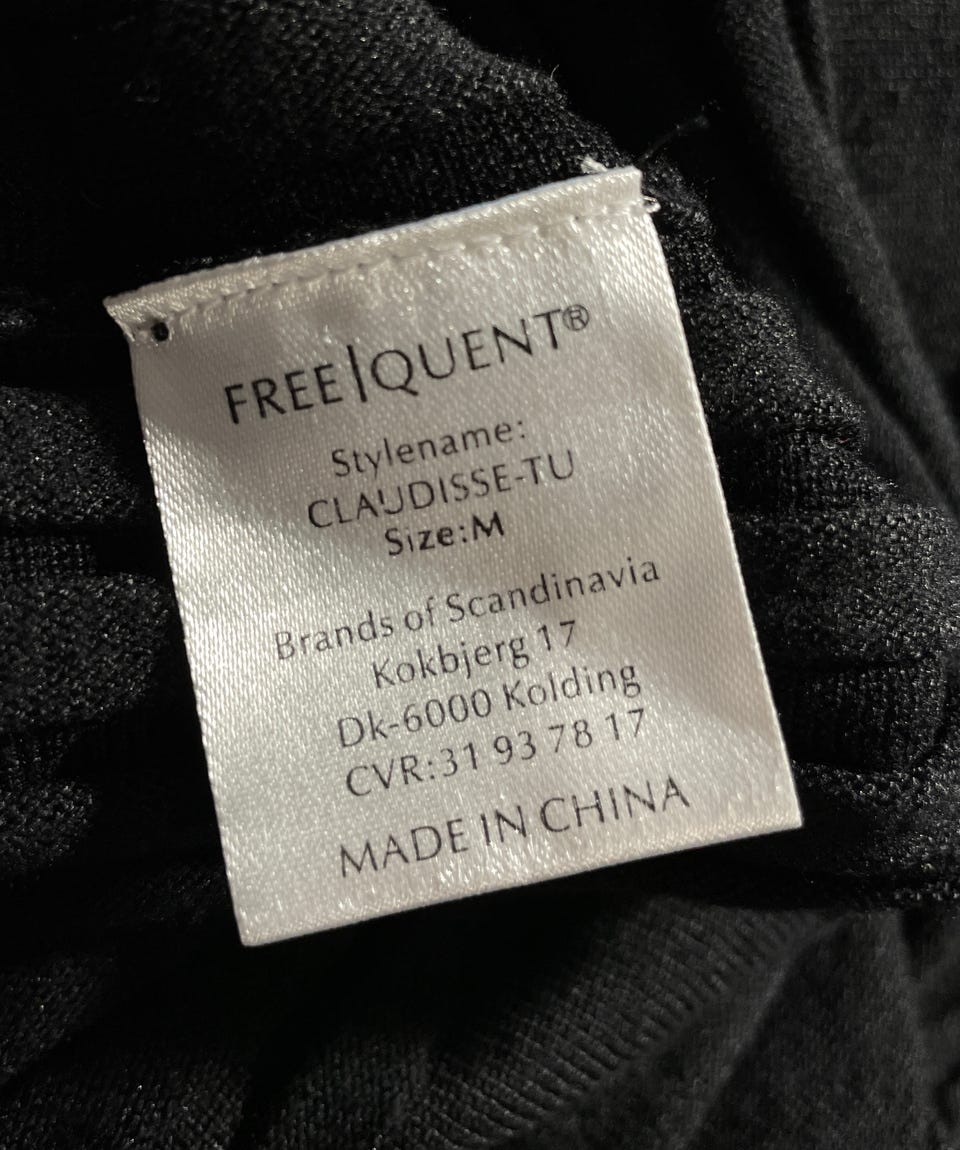 FREE|QUENT®
Stylename:
CLAUDISSE-TU
Size:M
Brands of Scandinavia
Kokbjerg 17
Dk-6000 Kolding
CVR:31 93 78 17
MADE IN CHINA